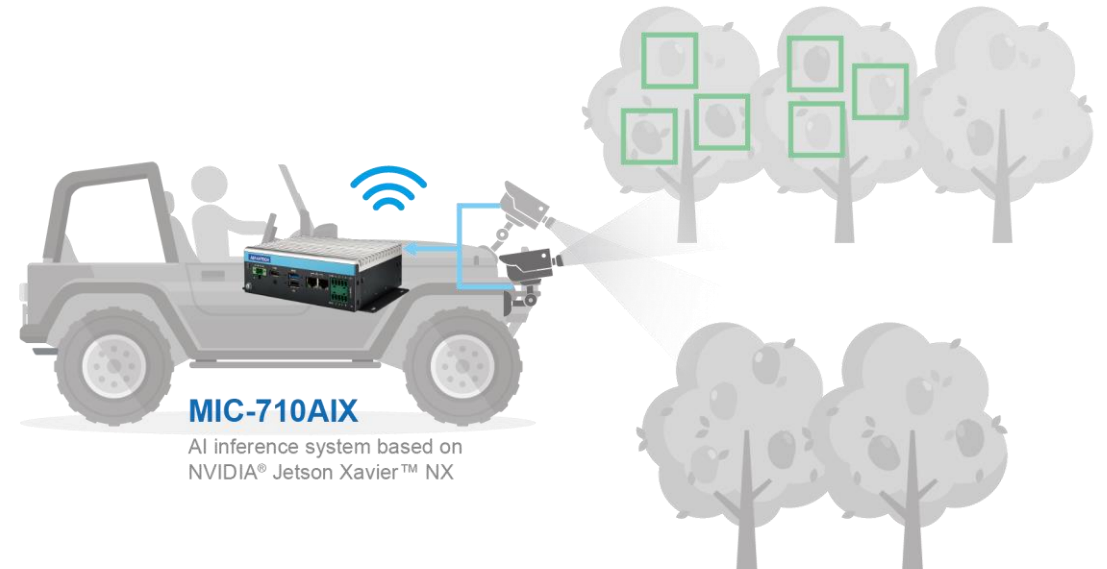 MIC-710AIX
AI inference system based on
NVIDIA® Jetson Xavier™ NX